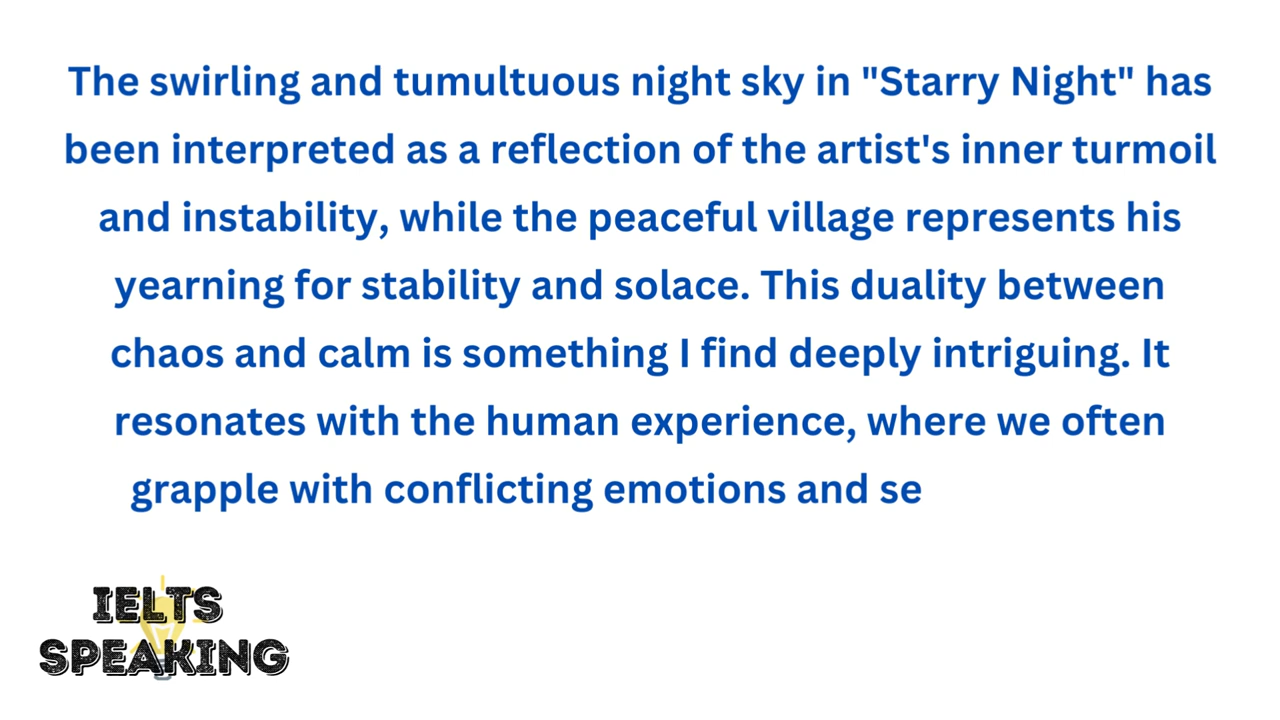 The swirling and tumultuous night sky in "Starry Night" has
been interpreted as a reflection of the artist's inner turmoil
and instability, while the peaceful village represents his
yearning for stability and solace. This duality between
chaos and calm is something I find deeply intriguing. It
resonates with the human experience, where we often
grapple with conflicting emotions and se
IELTS
SPEAKING